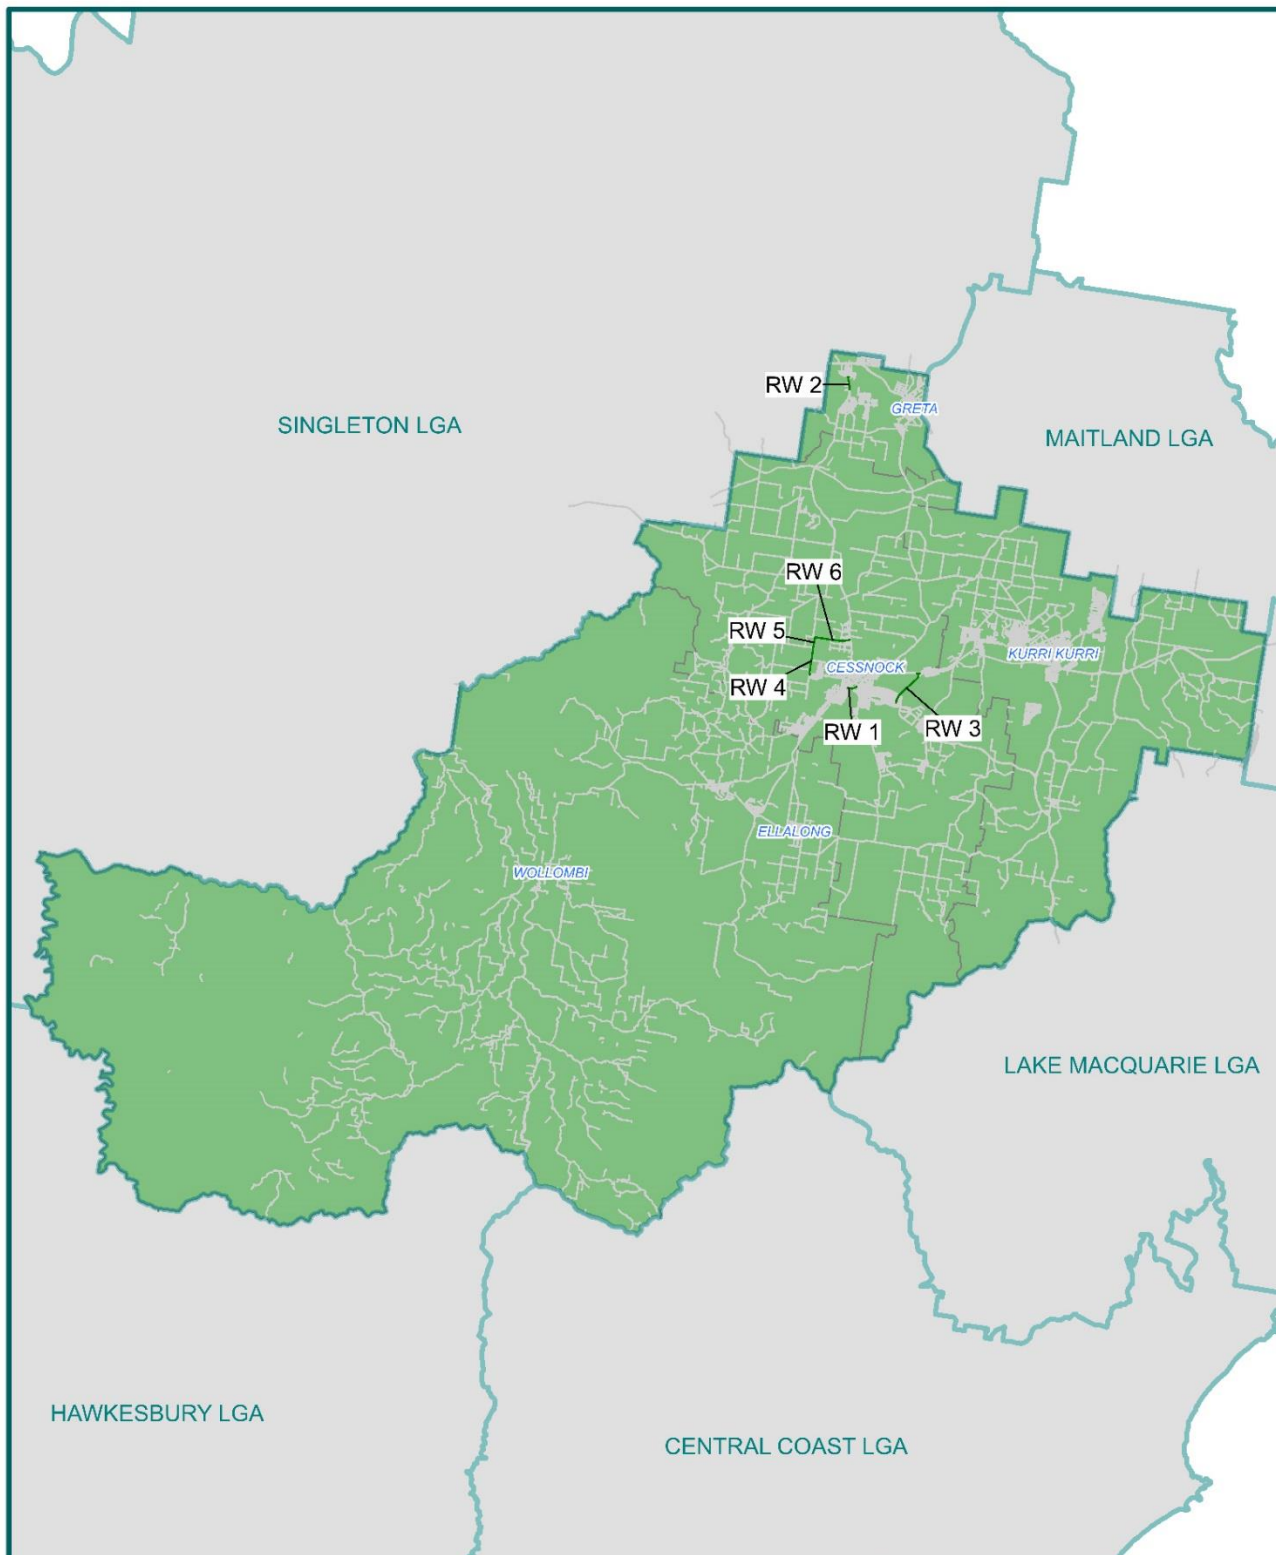 RW 2
GRETA
SINGLETON LGA
MAITLAND LGA
RW 6
RW 5
KURRI KURRI
CESSNOCK
RW 4
RW 1
RW 3
ELLALONG
WOLLOMBI
LAKE MACQUARIE LGA
HAWKESBURY LGA
CENTRAL COAST LGA